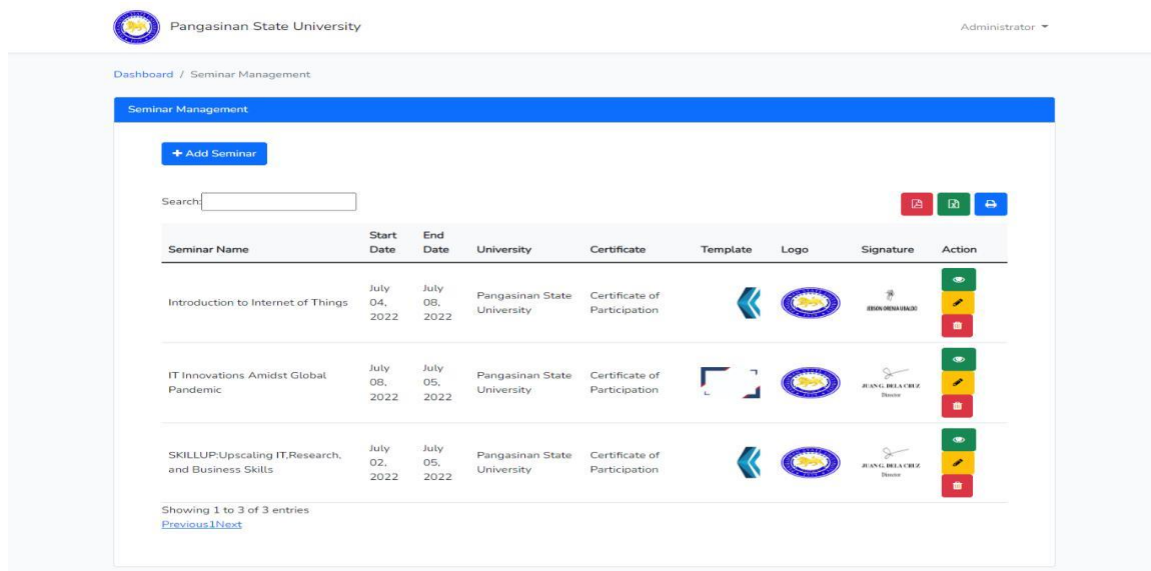 Pangasinan State University
Administrator
Dashboard / Seminar Management
Seminar Management
+ Add Seminar
Search:
Seminar Name Start Date End Date University Certificate Template Logo Signature Action
Introduction to Internet of Things July 04, 2022 July 08, 2022 Pangasinan State University Certificate of Participation
IT Innovations Amidst Global Pandemic July 08, 2022 July 05, 2022 Pangasinan State University Certificate of Participation JUAN G. DELA CRUZ Director
SKILLUP:Upscaling IT,Research, and Business Skills July 02, 2022 July 05, 2022 Pangasinan State University Certificate of Participation JUAN G. DELA CRUZ Director
Showing 1 to 3 of 3 entries
Previous1Next